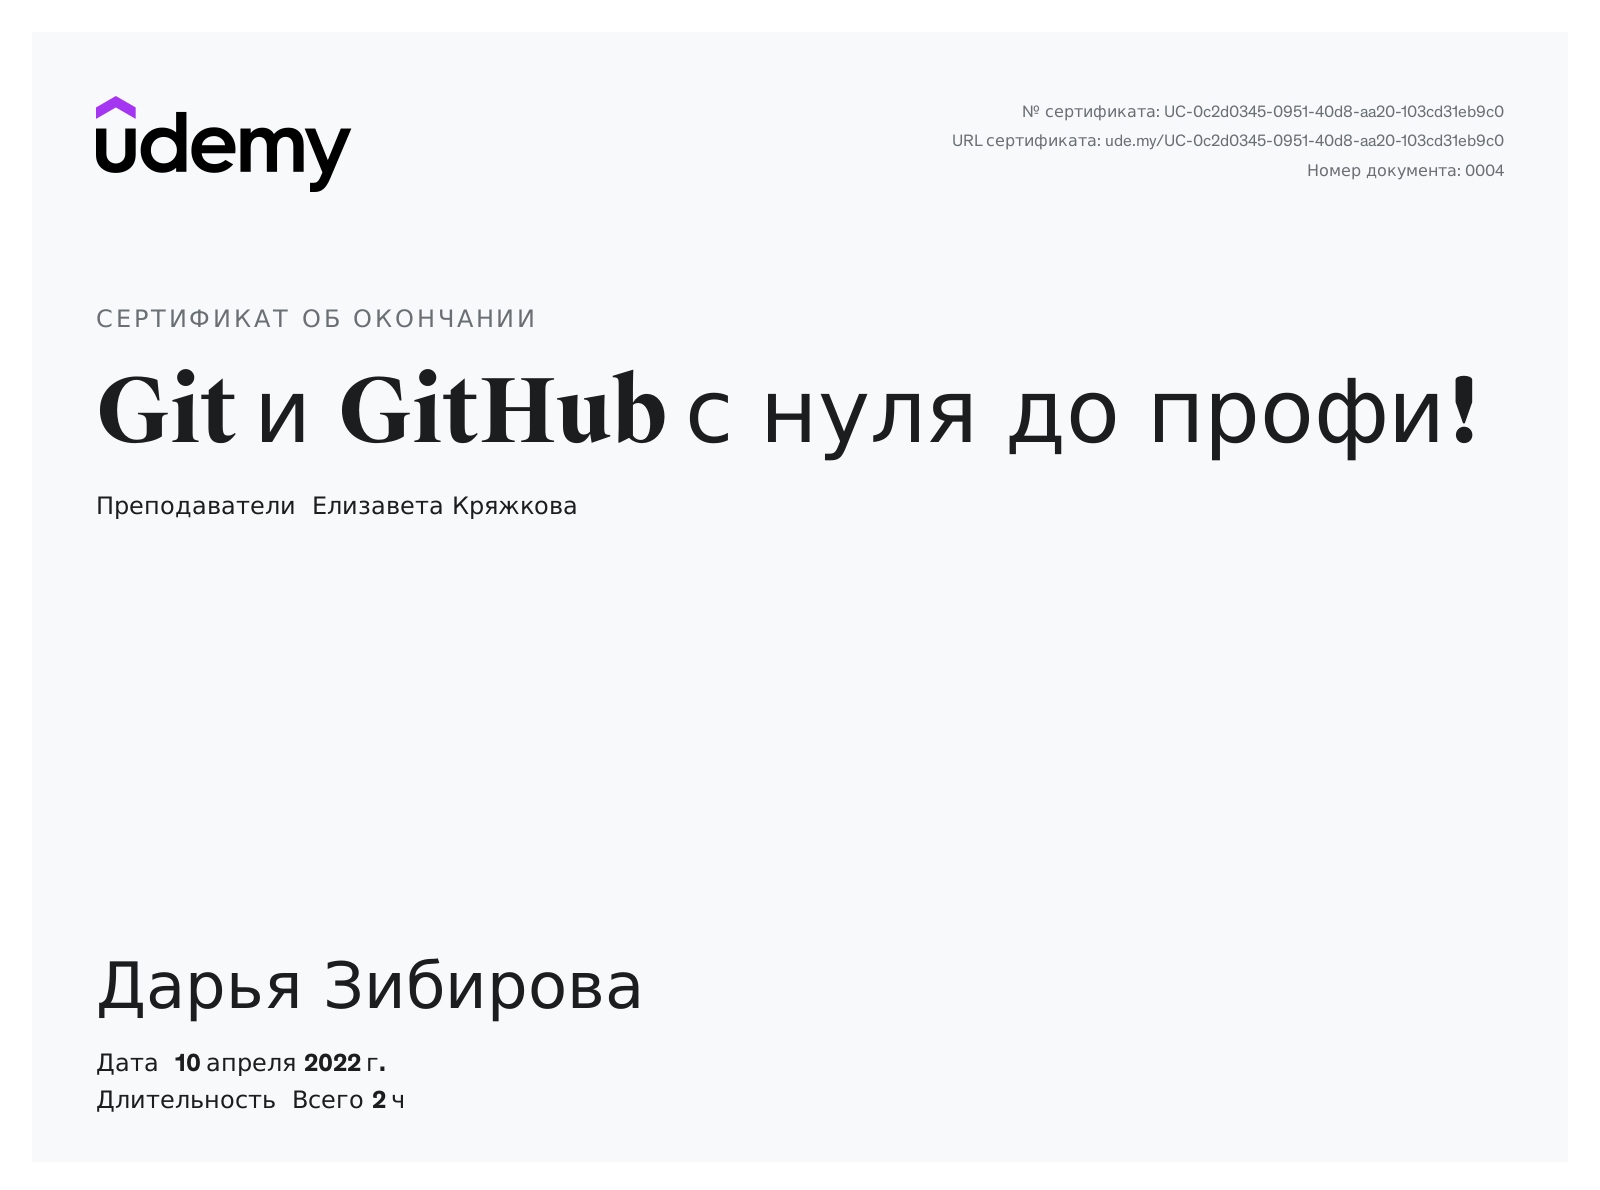 udemy
№ сертификата: UC-0c2d0345-0951-40d8-aa20-103cd31eb9c0
URL сертификата: ude.my/UC-0c2d0345-0951-40d8-aa20-103cd31eb9c0
Номер документа: 0004
СЕРТИФИКАТ ОБ ОКОНЧАНИИ
Git и GitHub с нуля до профи!
Преподаватели Елизавета Кряжкова
Дарья Зибирова
Дата 10 апреля 2022 г.
Длительность Всего 2 ч